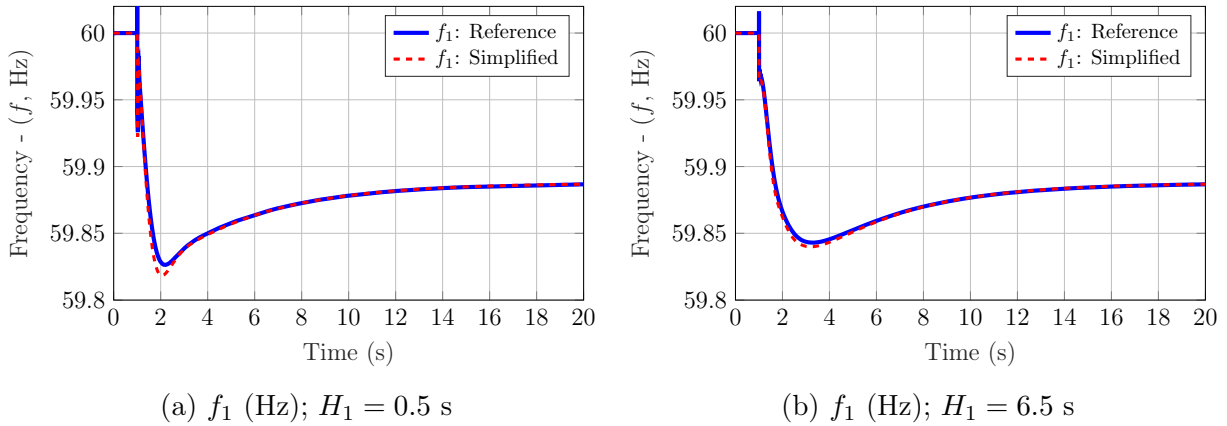 60
59.95
59.9
59.85
59.8
Frequency - (f, Hz)
f₁: Reference
f₁: Simplified
0 2 4 6 8 10 12 14 16 18 20
Time (s)
(a) f₁ (Hz); H₁ = 0.5 s
60
59.95
59.9
59.85
59.8
Frequency - (f, Hz)
f₁: Reference
f₁: Simplified
0 2 4 6 8 10 12 14 16 18 20
Time (s)
(b) f₁ (Hz); H₁ = 6.5 s